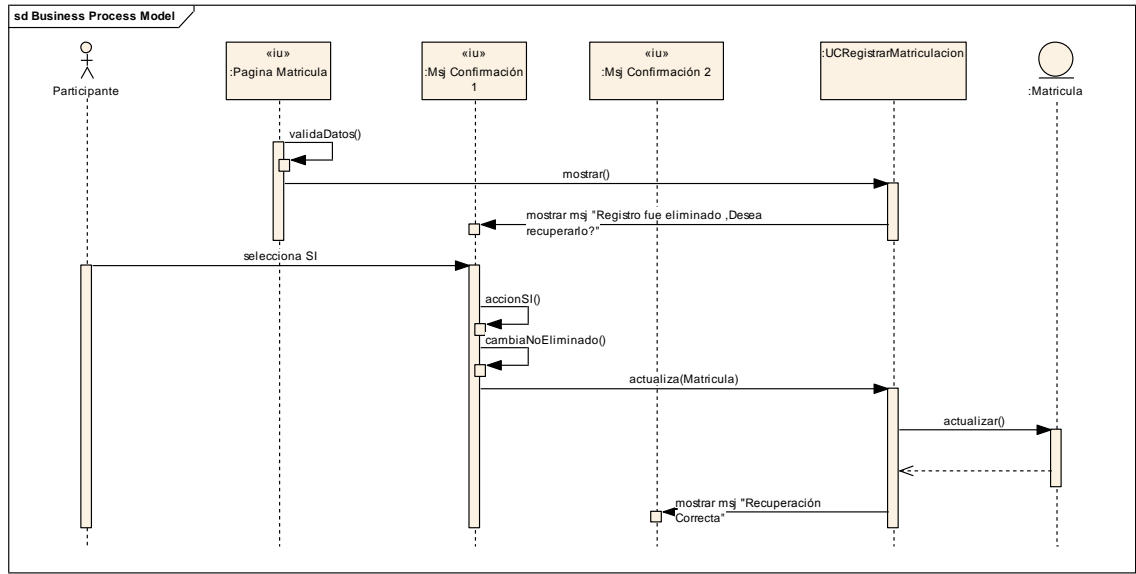 sd Business Process Model
Participante
«iu»
:Pagina Matricula
«iu»
:Msj Confirmación
1
«iu»
:Msj Confirmación 2
:UCRegistrarMatriculacion
:Matricula
validaDatos()
mostrar()
mostrar msj "Registro fue eliminado ,Desea
recuperarlo?"
selecciona SI
accionSI()
cambiaNoEliminado()
actualiza(Matricula)
actualizar()
mostrar msj "Recuperación
Correcta"